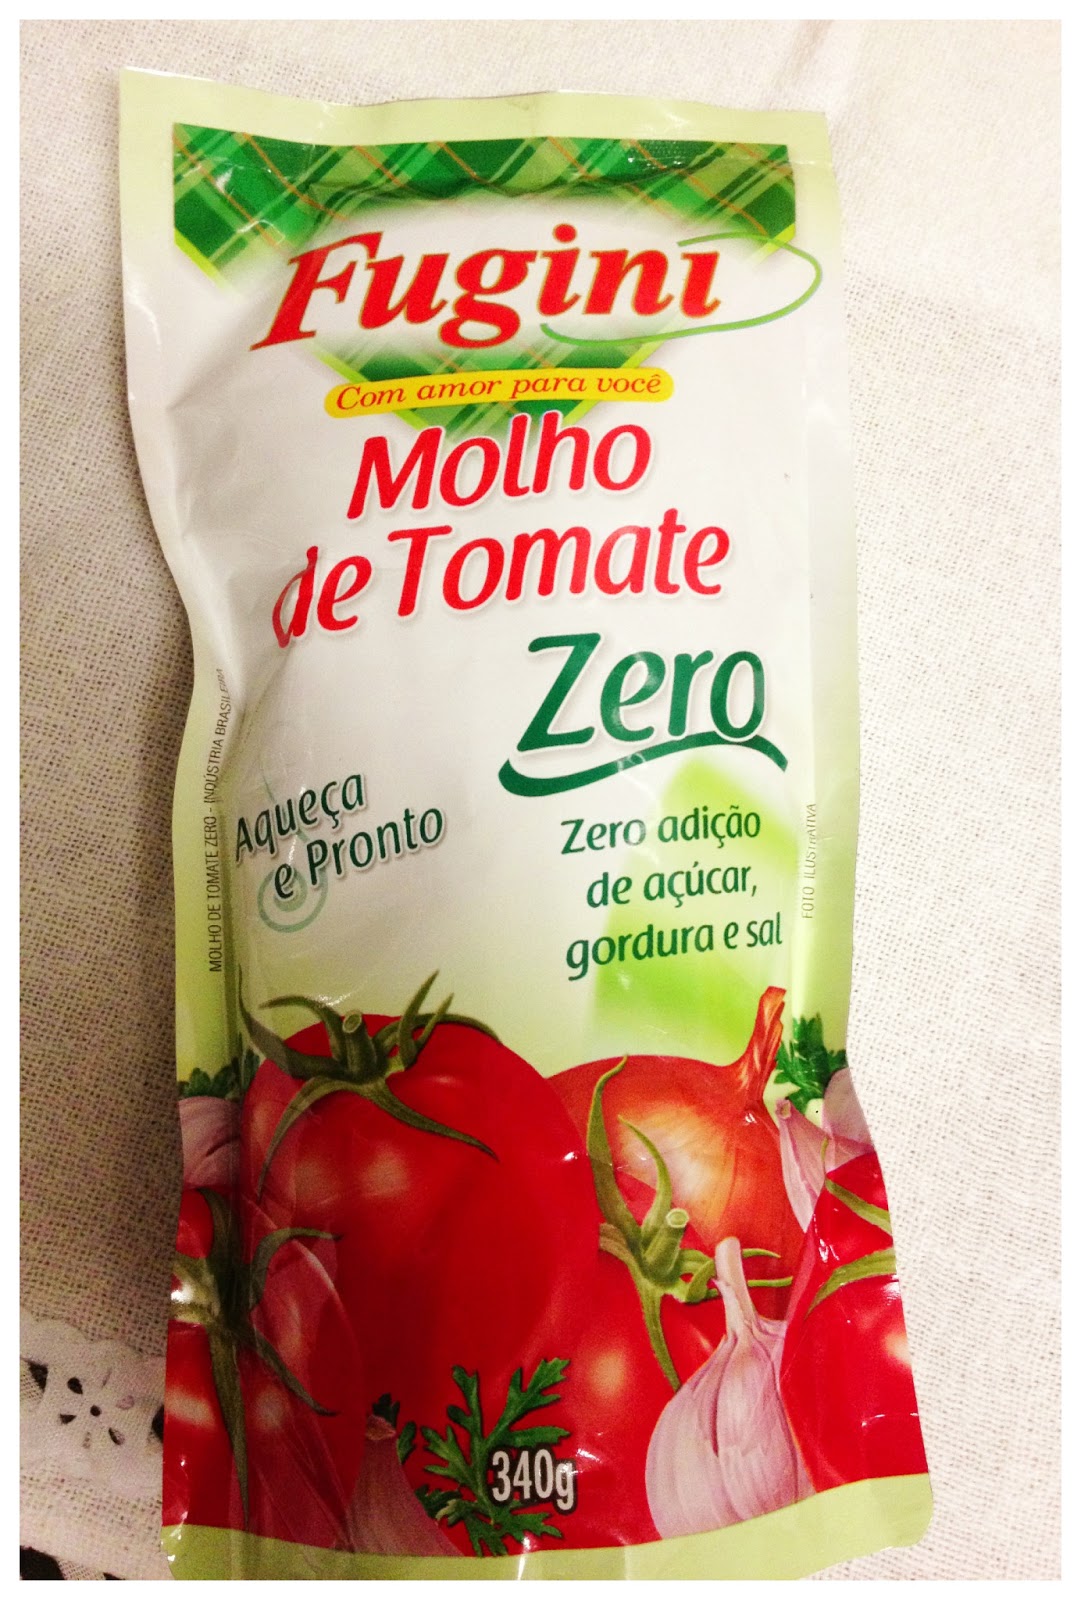 Fugini
Com amor para você
Molho
de Tomate
Zero
Aqueça
e Pronto
Zero adição
de açúcar,
gordura e sal
MOLHO DE TOMATE ZERO - INDÚSTRIA BRASILEIRA
FOTO ILUSTRATIVA
340g